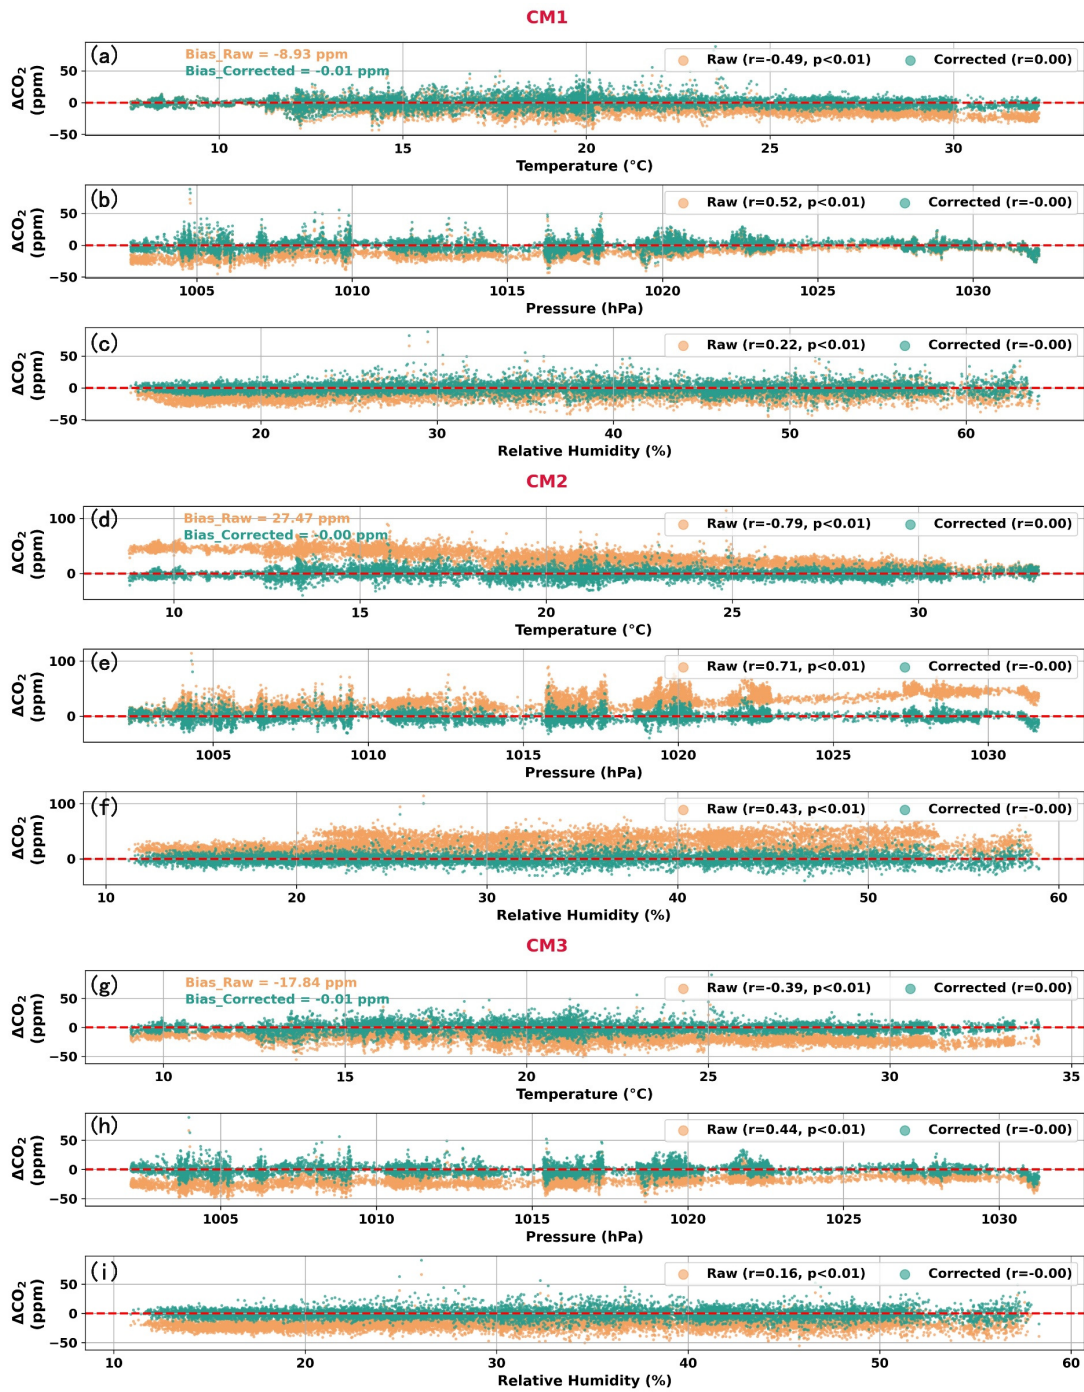 CM1
(a)
Bias_Raw = -8.93 ppm
Bias_Corrected = -0.01 ppm
Raw (r=-0.49, p<0.01) Corrected (r=0.00)
ΔCO₂
(ppm)
50
0
−50
10 15 20 25 30
Temperature (°C)
(b)
Raw (r=0.52, p<0.01) Corrected (r=-0.00)
ΔCO₂
(ppm)
50
0
−50
1005 1010 1015 1020 1025 1030
Pressure (hPa)
(c)
Raw (r=0.22, p<0.01) Corrected (r=-0.00)
ΔCO₂
(ppm)
50
0
−50
20 30 40 50 60
Relative Humidity (%)
CM2
(d)
Bias_Raw = 27.47 ppm
Bias_Corrected = -0.00 ppm
Raw (r=-0.79, p<0.01) Corrected (r=0.00)
ΔCO₂
(ppm)
100
0
10 15 20 25 30
Temperature (°C)
(e)
Raw (r=0.71, p<0.01) Corrected (r=-0.00)
ΔCO₂
(ppm)
100
0
1005 1010 1015 1020 1025 1030
Pressure (hPa)
(f)
Raw (r=0.43, p<0.01) Corrected (r=-0.00)
ΔCO₂
(ppm)
100
0
10 20 30 40 50 60
Relative Humidity (%)
CM3
(g)
Bias_Raw = -17.84 ppm
Bias_Corrected = -0.01 ppm
Raw (r=-0.39, p<0.01) Corrected (r=0.00)
ΔCO₂
(ppm)
50
0
−50
10 15 20 25 30 35
Temperature (°C)
(h)
Raw (r=0.44, p<0.01) Corrected (r=-0.00)
ΔCO₂
(ppm)
50
0
−50
1005 1010 1015 1020 1025 1030
Pressure (hPa)
(i)
Raw (r=0.16, p<0.01) Corrected (r=-0.00)
ΔCO₂
(ppm)
50
0
−50
10 20 30 40 50 60
Relative Humidity (%)